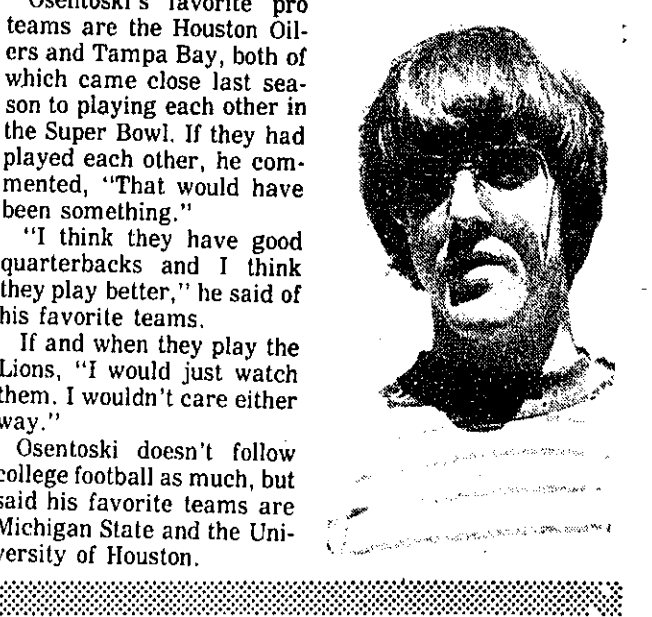 Osentoski's favorite pro
teams are the Houston Oil-
ers and Tampa Bay, both of
which came close last sea-
son to playing each other in
the Super Bowl. If they had
played each other, he com-
mented, "That would have
been something."
"I think they have good
quarterbacks and I think
they play better," he said of
his favorite teams.
If and when they play the
Lions, "I would just watch
them. I wouldn't care either
way."
Osentoski doesn't follow
college football as much, but
said his favorite teams are
Michigan State and the Uni-
versity of Houston.